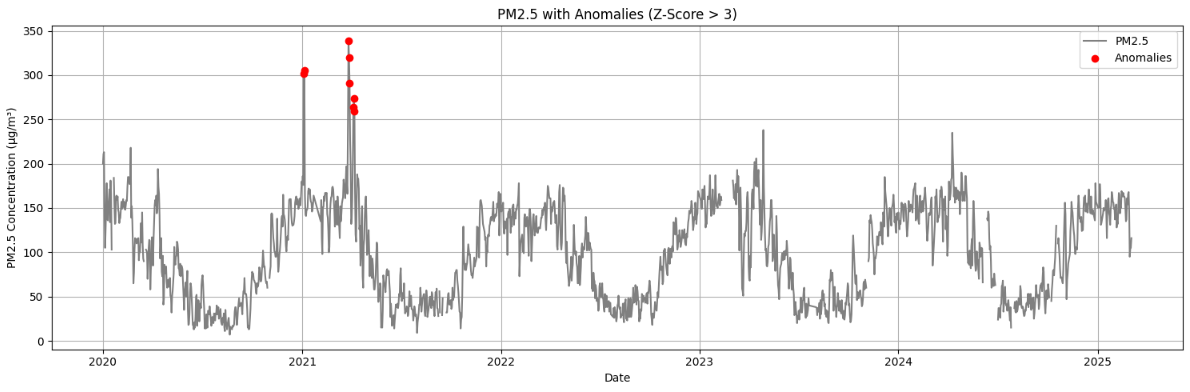 PM2.5 with Anomalies (Z-Score > 3)
PM2.5 Concentration (μg/m³)
350
300
250
200
150
100
50
0
PM2.5
Anomalies
2020
2021
2022
2023
2024
2025
Date